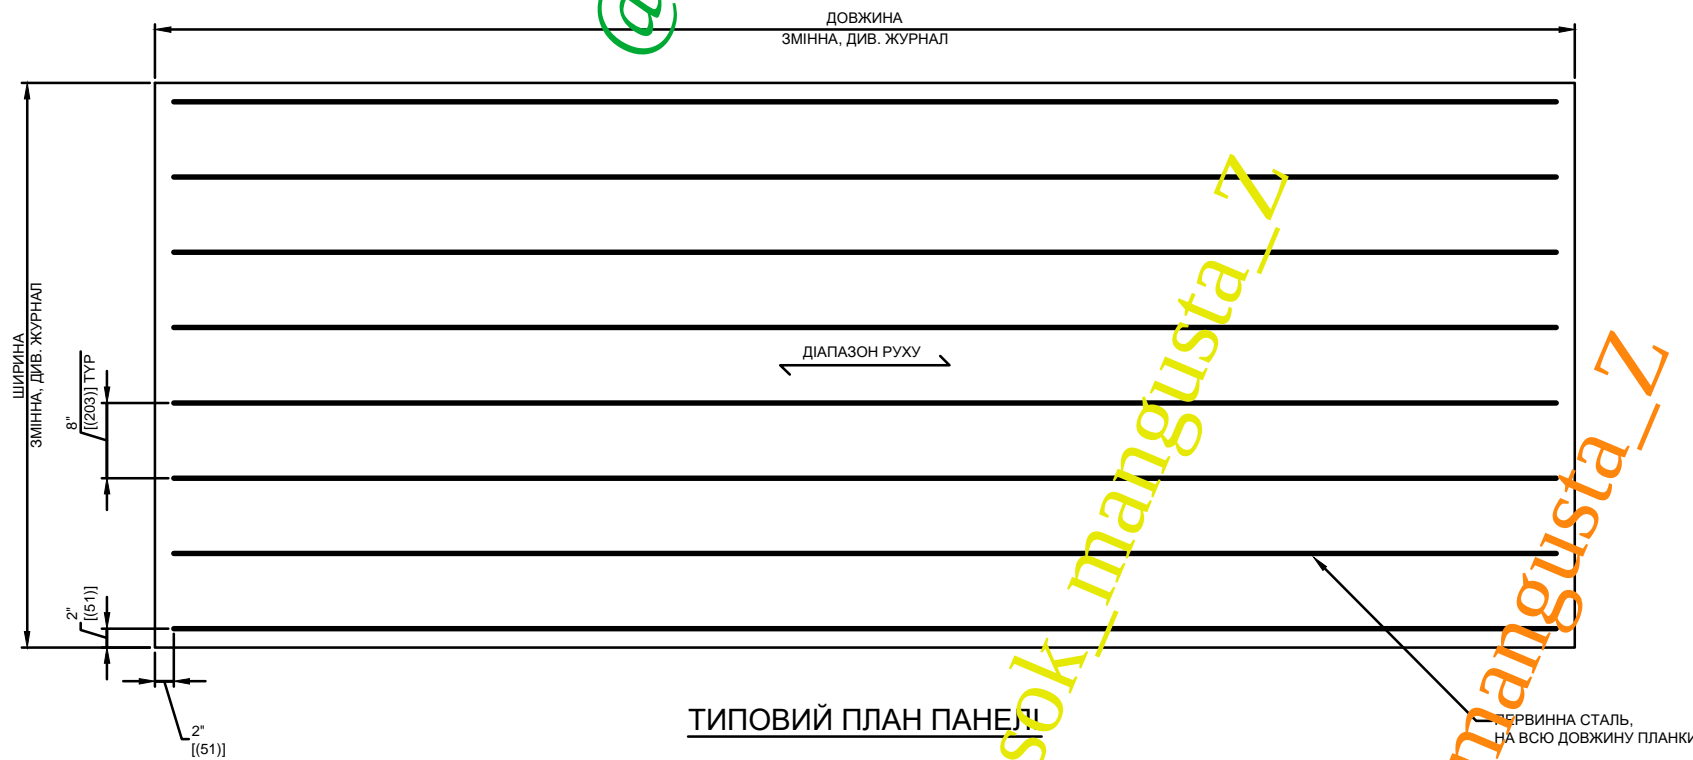 @
ДОВЖИНА
ЗМІННА, ДИВ. ЖУРНАЛ
ШИРИНА
ЗМІННА, ДИВ. ЖУРНАЛ
8"
[(203)] TYP
ДІАПАЗОН РУХУ
2"
[(51)]
2"
[(51)]
ТИПОВИЙ ПЛАН ПАНЕЛІ
ПЕРВИННА СТАЛЬ,
НА ВСЮ ДОВЖИНУ ПЛАНКИ
sok_mangusta_Z
mangusta_Z